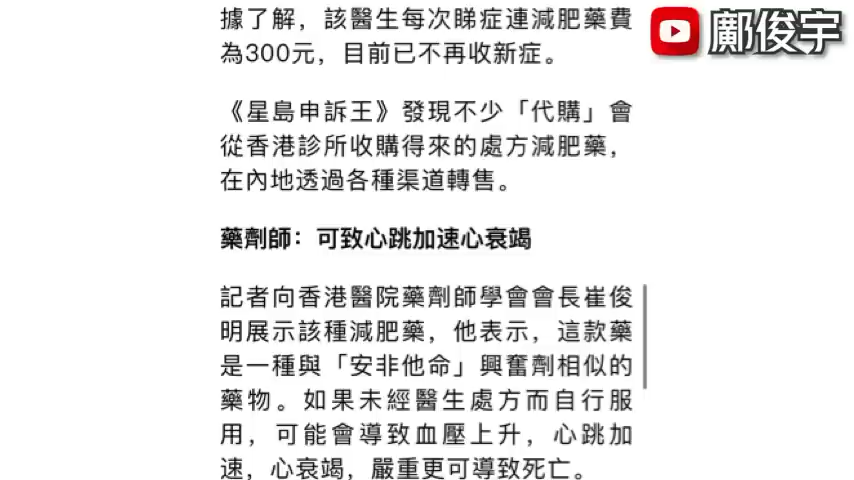 據了解，該醫生每次睇症連減肥藥費
為300元，目前已不再收新症。
鄺俊宇
《星島申訴王》發現不少「代購」會
從香港診所收購得來的處方減肥藥，
在內地透過各種渠道轉售。
藥劑師：可致心跳加速心衰竭
記者向香港醫院藥劑師學會會長崔俊
明展示該種減肥藥，他表示，這款藥
是一種與「安非他命」興奮劑相似的
藥物。如果未經醫生處方而自行服
用，可能會導致血壓上升，心跳加
速，心衰竭，嚴重更可導致死亡。